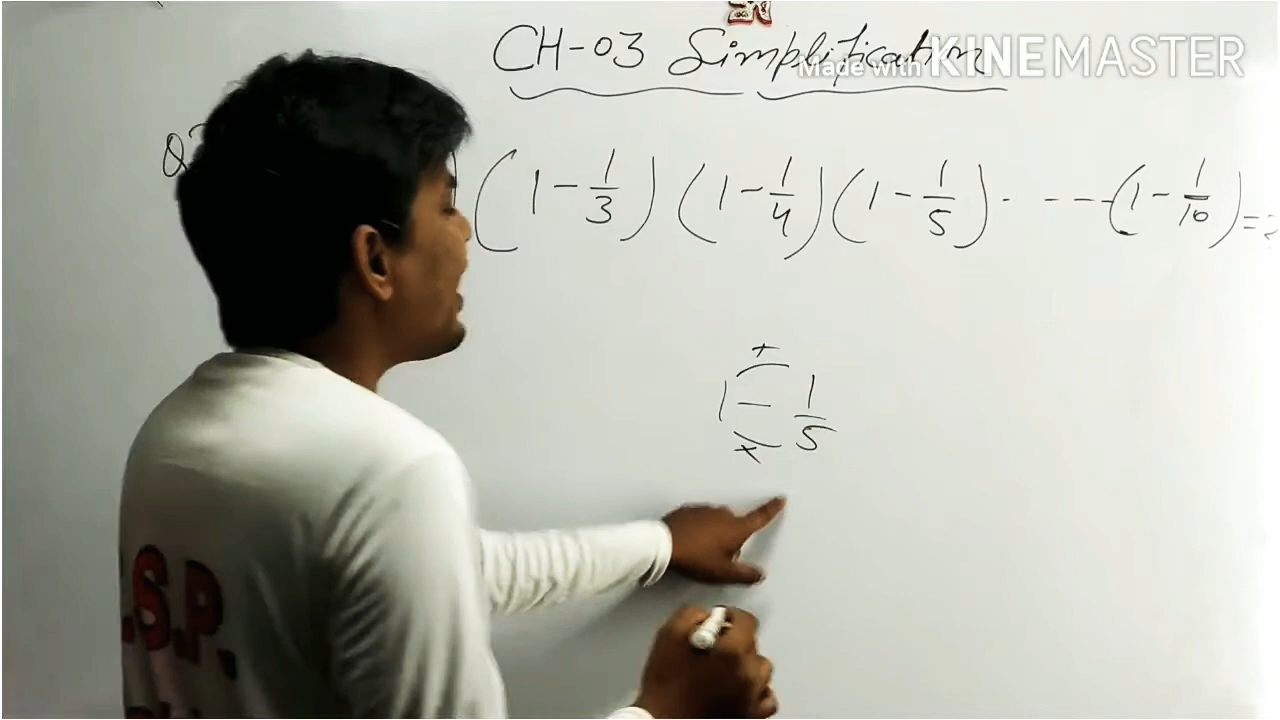 CH-03 Simplification
Made with KINEMASTER
Q (1 - 1/3) (1 - 1/4) (1 - 1/5) . - - - - (1 - 1/10) = ?
+
1 - 1/5
x
.S.P.